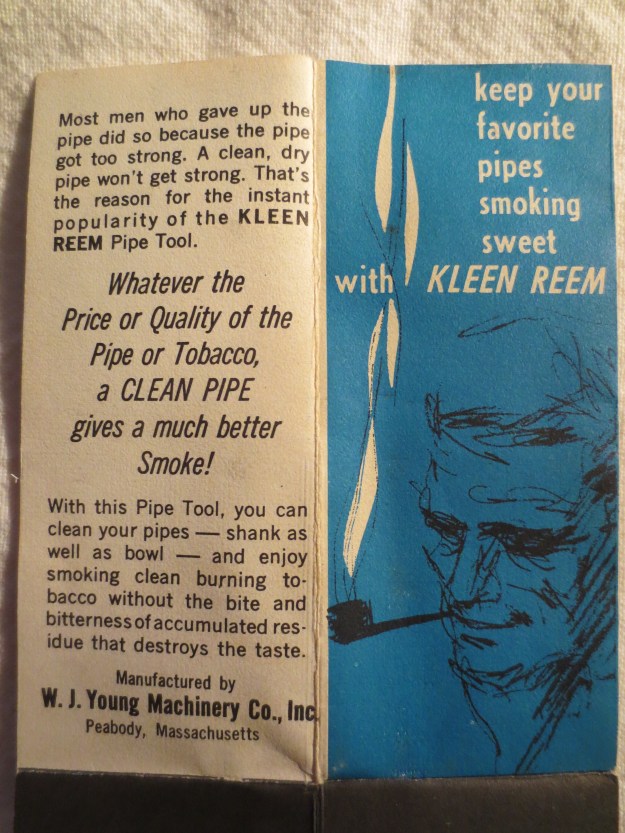 Most men who gave up the
pipe did so because the pipe
got too strong. A clean, dry
pipe won't get strong. That's
the reason for the instant
popularity of the KLEEN
REEM Pipe Tool.
Whatever the
Price or Quality of the
Pipe or Tobacco,
a CLEAN PIPE
gives a much better
Smoke!
With this Pipe Tool, you can
clean your pipes — shank as
well as bowl — and enjoy
smoking clean burning to-
bacco without the bite and
bitterness of accumulated res-
idue that destroys the taste.
Manufactured by
W. J. Young Machinery Co., Inc.
Peabody, Massachusetts
keep your
favorite
pipes
smoking
sweet
with KLEEN REEM